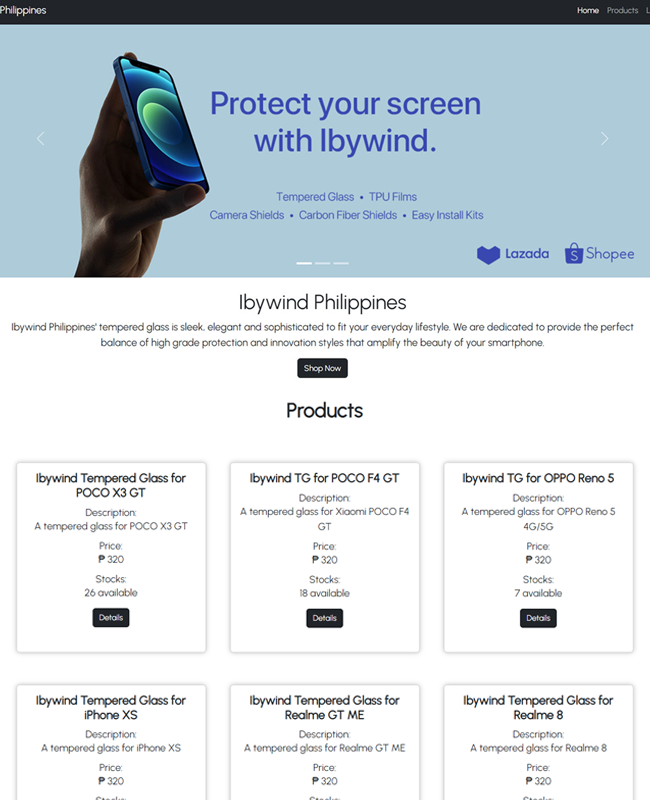 Philippines
Home Products L
Protect your screen
with Ibywind.
Tempered Glass • TPU Films
Camera Shields • Carbon Fiber Shields • Easy Install Kits
Lazada Shopee
Ibywind Philippines
Ibywind Philippines' tempered glass is sleek, elegant and sophisticated to fit your everyday lifestyle. We are dedicated to provide the perfect
balance of high grade protection and innovation styles that amplify the beauty of your smartphone.
Shop Now
Products
Ibywind Tempered Glass for
POCO X3 GT
Description:
A tempered glass for POCO X3 GT
Price:
₱ 320
Stocks:
26 available
Details
Ibywind TG for POCO F4 GT
Description:
A tempered glass for Xiaomi POCO F4
GT
Price:
₱ 320
Stocks:
18 available
Details
Ibywind TG for OPPO Reno 5
Description:
A tempered glass for OPPO Reno 5
4G/5G
Price:
₱ 320
Stocks:
7 available
Details
Ibywind Tempered Glass for
iPhone XS
Description:
A tempered glass for iPhone XS
Price:
₱ 320
Stocks:
Ibywind Tempered Glass for
Realme GT ME
Description:
A tempered glass for Realme GT ME
Price:
₱ 320
Stocks:
Ibywind Tempered Glass for
Realme 8
Description:
A tempered glass for Realme 8
Price:
₱ 320
Stocks: